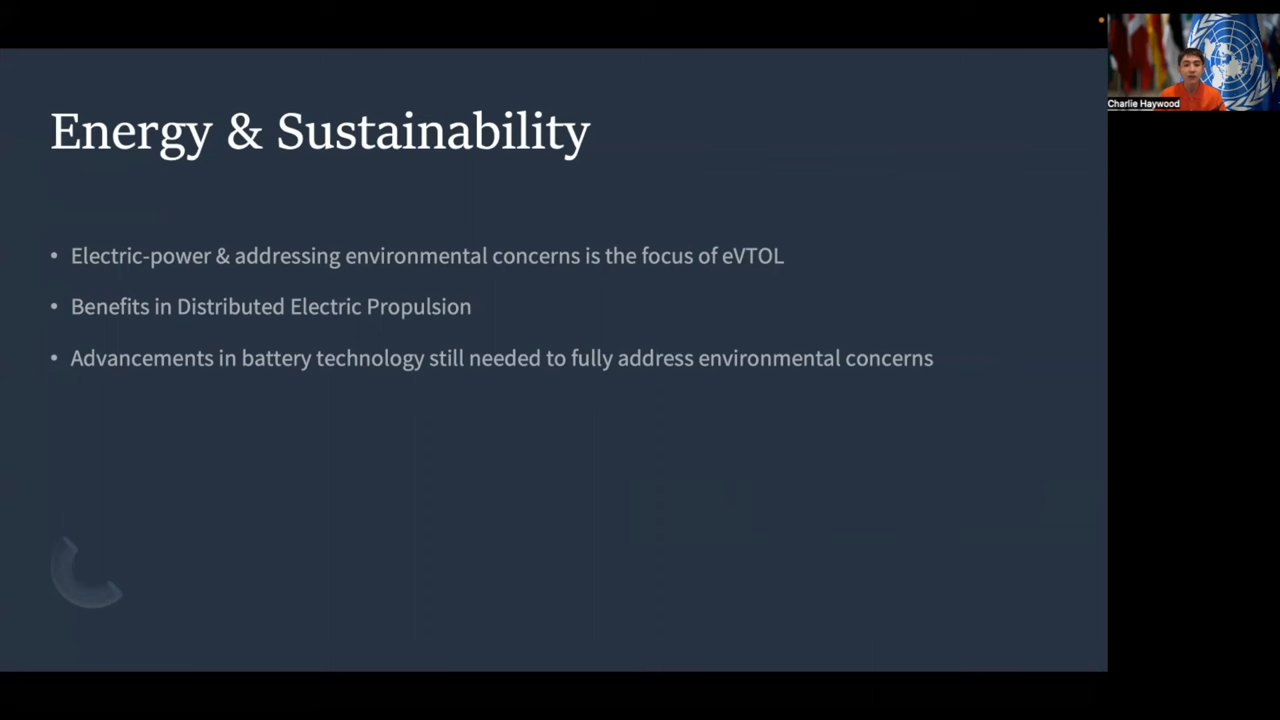 Energy & Sustainability
• Electric-power & addressing environmental concerns is the focus of eVTOL
• Benefits in Distributed Electric Propulsion
• Advancements in battery technology still needed to fully address environmental concerns
Charlie Haywood